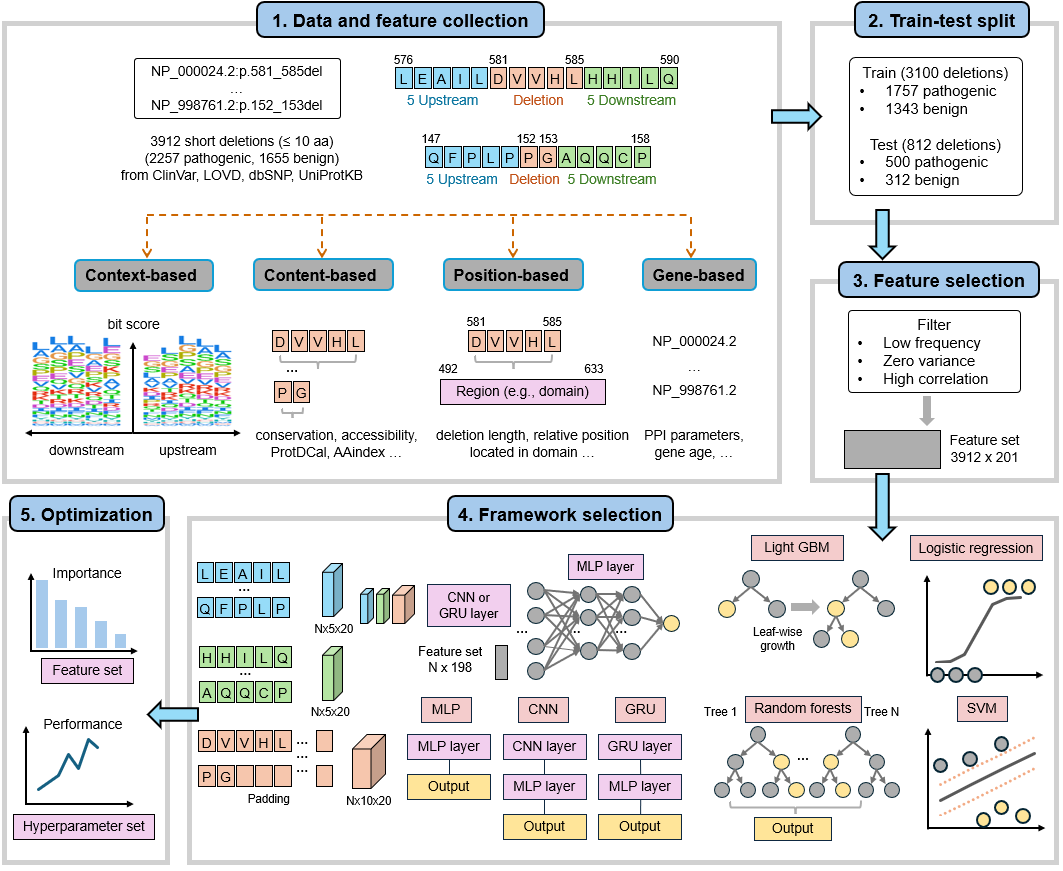 1. Data and feature collection
NP_000024.2:p.581_585del
...
NP_998761.2:p.152_153del
3912 short deletions (≤ 10 aa)
(2257 pathogenic, 1655 benign)
from ClinVar, LOVD, dbSNP, UniProtKB
576 581 585 590
L E A I L D V V H L H H I L Q
5 Upstream Deletion 5 Downstream
147 152 153 158
Q F P L P P G A Q Q C P
5 Upstream Deletion 5 Downstream
Context-based
Content-based
Position-based
Gene-based
bit score
downstream
upstream
D V V H L
...
P G
conservation, accessibility,
ProtDCal, AAindex ...
581 585
D V V H L
492 633
Region (e.g., domain)
deletion length, relative position
located in domain ...
NP_000024.2
...
NP_998761.2
PPI parameters,
gene age, ...
2. Train-test split
Train (3100 deletions)
• 1757 pathogenic
• 1343 benign
Test (812 deletions)
• 500 pathogenic
• 312 benign
3. Feature selection
Filter
• Low frequency
• Zero variance
• High correlation
Feature set
3912 x 201
4. Framework selection
L E A I L
...
Q F P L P
Nx5x20
H H I L Q
...
A Q Q C P
Nx5x20
D V V H L ...
...
P G ...
Padding
Nx10x20
CNN or
GRU layer
Feature set
N x 198
MLP layer
...
...
...
MLP
MLP layer
Output
CNN
CNN layer
MLP layer
Output
GRU
GRU layer
MLP layer
Output
Light GBM
Leaf-wise
growth
Logistic regression
Tree 1
Random forests
Tree N
...
Output
SVM
5. Optimization
Importance
Feature set
Performance
Hyperparameter set